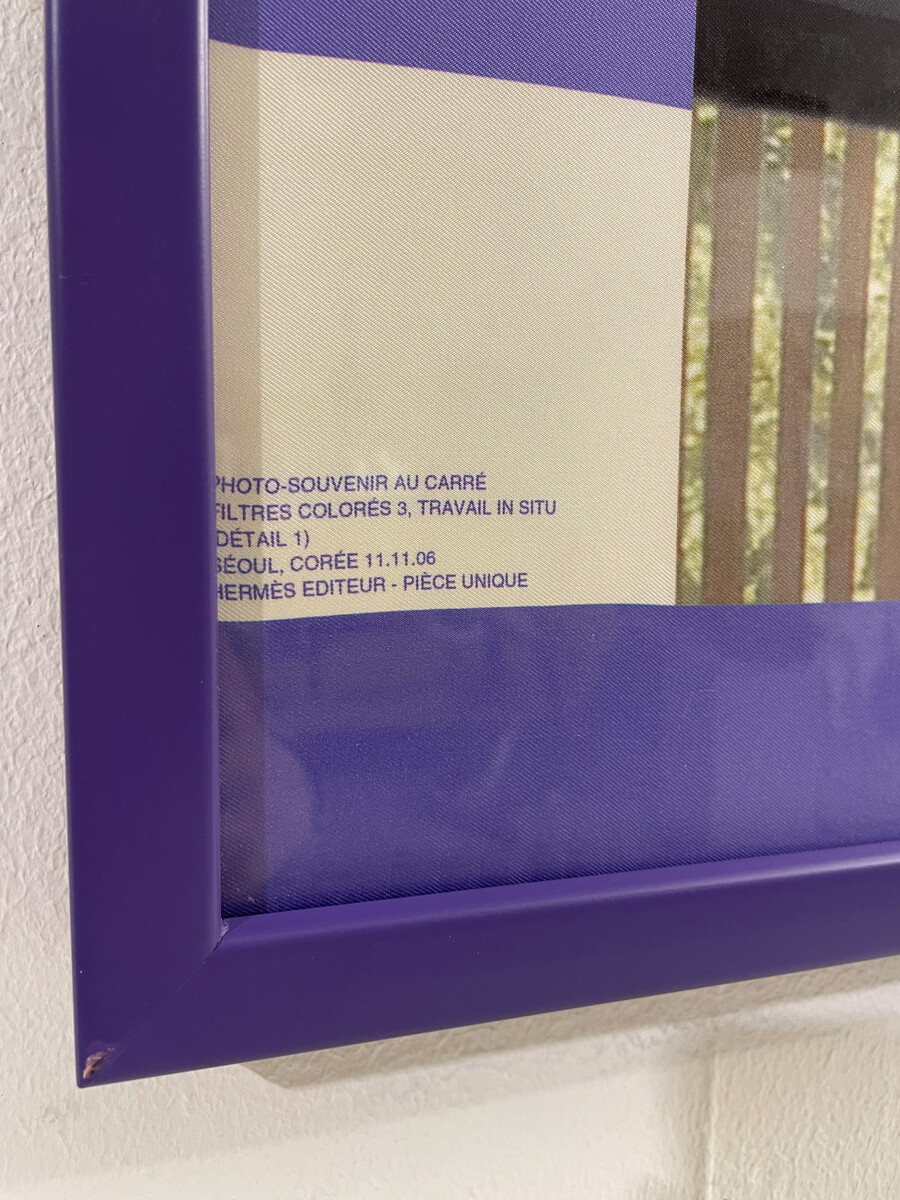 PHOTO-SOUVENIR AU CARRÉ
FILTRES COLORÉS 3, TRAVAIL IN SITU
(DÉTAIL 1)
SÉOUL, CORÉE 11.11.06
HERMÈS EDITEUR - PIÈCE UNIQUE